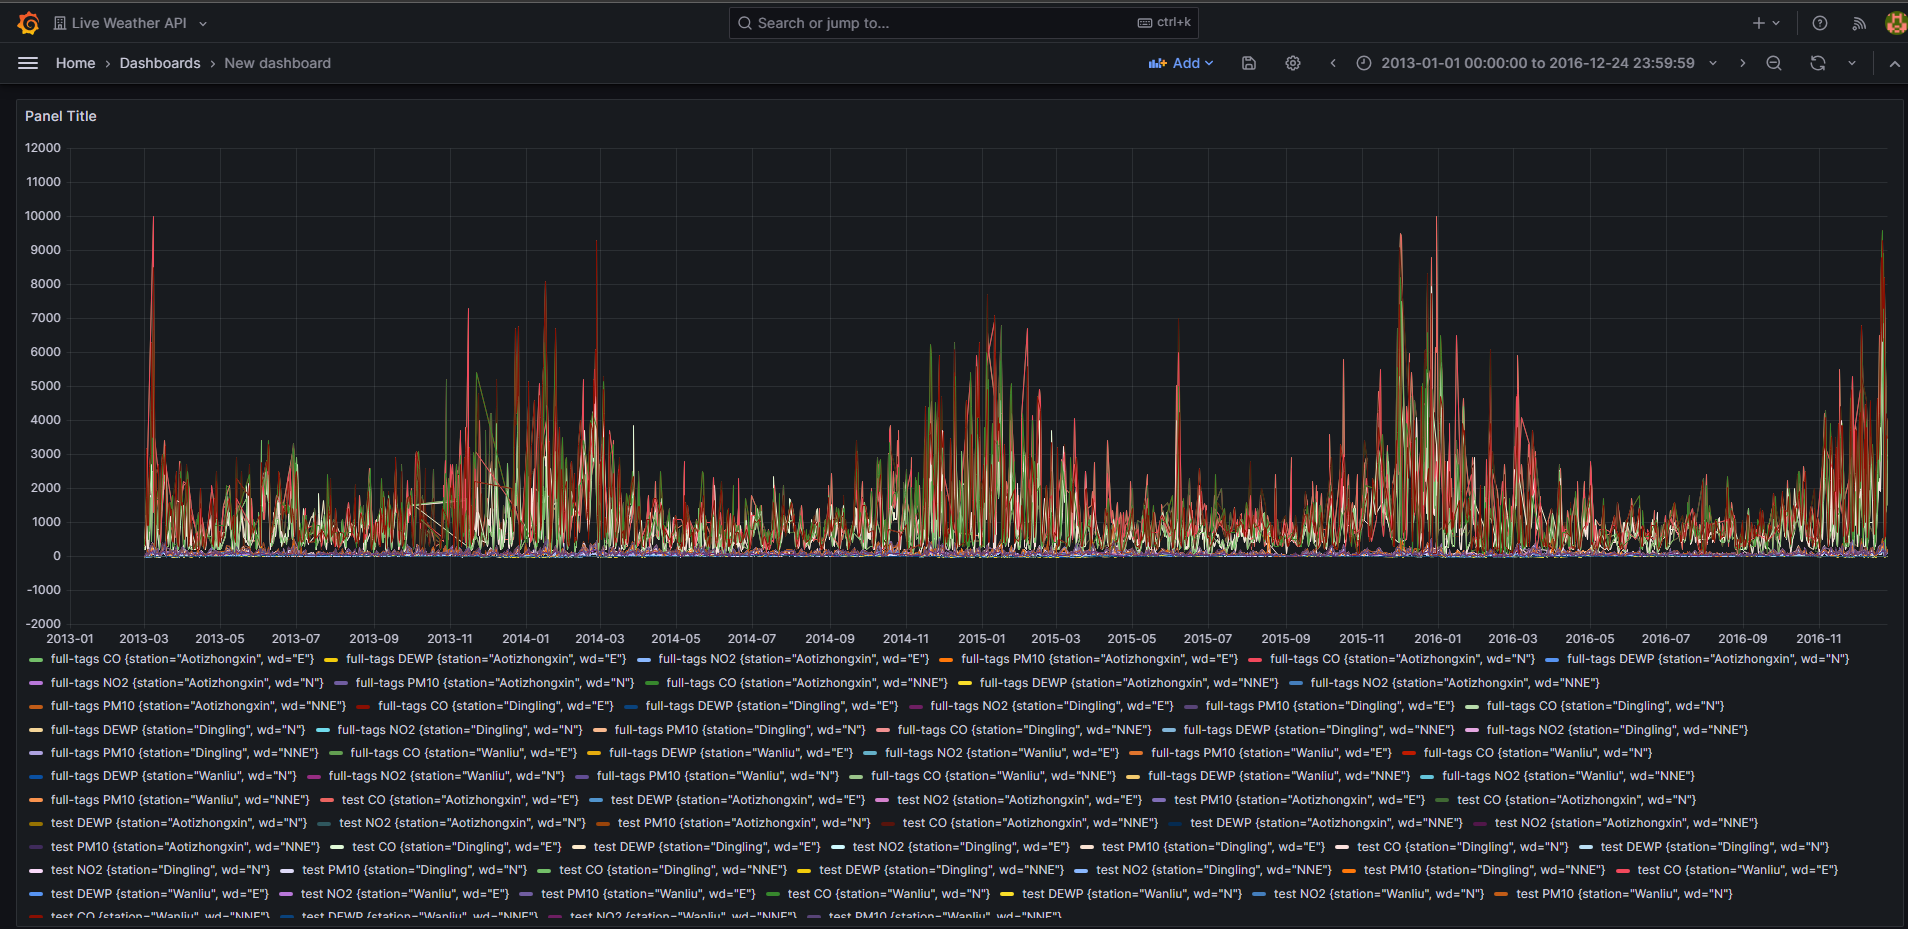 Live Weather API
Search or jump to...
ctrl+k
Home > Dashboards > New dashboard
Add
2013-01-01 00:00:00 to 2016-12-24 23:59:59
Panel Title
12000
11000
10000
9000
8000
7000
6000
5000
4000
3000
2000
1000
0
-1000
-2000
2013-01 2013-03 2013-05 2013-07 2013-09 2013-11 2014-01 2014-03 2014-05 2014-07 2014-09 2014-11 2015-01 2015-03 2015-05 2015-07 2015-09 2015-11 2016-01 2016-03 2016-05 2016-07 2016-09 2016-11
full-tags CO {station="Aotizhongxin", wd="E"} full-tags DEWP {station="Aotizhongxin", wd="E"} full-tags NO2 {station="Aotizhongxin", wd="E"} full-tags PM10 {station="Aotizhongxin", wd="E"} full-tags CO {station="Aotizhongxin", wd="N"} full-tags DEWP {station="Aotizhongxin", wd="N"}
full-tags NO2 {station="Aotizhongxin", wd="N"} full-tags PM10 {station="Aotizhongxin", wd="N"} full-tags CO {station="Aotizhongxin", wd="NNE"} full-tags DEWP {station="Aotizhongxin", wd="NNE"} full-tags NO2 {station="Aotizhongxin", wd="NNE"}
full-tags PM10 {station="Aotizhongxin", wd="NNE"} full-tags CO {station="Dingling", wd="E"} full-tags DEWP {station="Dingling", wd="E"} full-tags NO2 {station="Dingling", wd="E"} full-tags PM10 {station="Dingling", wd="E"} full-tags CO {station="Dingling", wd="N"}
full-tags DEWP {station="Dingling", wd="N"} full-tags NO2 {station="Dingling", wd="N"} full-tags PM10 {station="Dingling", wd="N"} full-tags CO {station="Dingling", wd="NNE"} full-tags DEWP {station="Dingling", wd="NNE"} full-tags NO2 {station="Dingling", wd="NNE"}
full-tags PM10 {station="Dingling", wd="NNE"} full-tags CO {station="Wanliu", wd="E"} full-tags DEWP {station="Wanliu", wd="E"} full-tags NO2 {station="Wanliu", wd="E"} full-tags PM10 {station="Wanliu", wd="E"} full-tags CO {station="Wanliu", wd="N"}
full-tags DEWP {station="Wanliu", wd="N"} full-tags NO2 {station="Wanliu", wd="N"} full-tags PM10 {station="Wanliu", wd="N"} full-tags CO {station="Wanliu", wd="NNE"} full-tags DEWP {station="Wanliu", wd="NNE"} full-tags NO2 {station="Wanliu", wd="NNE"}
full-tags PM10 {station="Wanliu", wd="NNE"} test CO {station="Aotizhongxin", wd="E"} test DEWP {station="Aotizhongxin", wd="E"} test NO2 {station="Aotizhongxin", wd="E"} test PM10 {station="Aotizhongxin", wd="E"} test CO {station="Aotizhongxin", wd="N"}
test DEWP {station="Aotizhongxin", wd="N"} test NO2 {station="Aotizhongxin", wd="N"} test PM10 {station="Aotizhongxin", wd="N"} test CO {station="Aotizhongxin", wd="NNE"} test DEWP {station="Aotizhongxin", wd="NNE"} test NO2 {station="Aotizhongxin", wd="NNE"}
test PM10 {station="Aotizhongxin", wd="NNE"} test CO {station="Dingling", wd="E"} test DEWP {station="Dingling", wd="E"} test NO2 {station="Dingling", wd="E"} test PM10 {station="Dingling", wd="E"} test CO {station="Dingling", wd="N"} test DEWP {station="Dingling", wd="N"}
test NO2 {station="Dingling", wd="N"} test PM10 {station="Dingling", wd="N"} test CO {station="Dingling", wd="NNE"} test DEWP {station="Dingling", wd="NNE"} test NO2 {station="Dingling", wd="NNE"} test PM10 {station="Dingling", wd="NNE"} test CO {station="Wanliu", wd="E"}
test DEWP {station="Wanliu", wd="E"} test NO2 {station="Wanliu", wd="E"} test PM10 {station="Wanliu", wd="E"} test CO {station="Wanliu", wd="N"} test DEWP {station="Wanliu", wd="N"} test NO2 {station="Wanliu", wd="N"} test PM10 {station="Wanliu", wd="N"}
test CO {station="Wanliu", wd="NNE"} test DEWP {station="Wanliu", wd="NNE"} test NO2 {station="Wanliu", wd="NNE"} test PM10 {station="Wanliu", wd="NNE"}